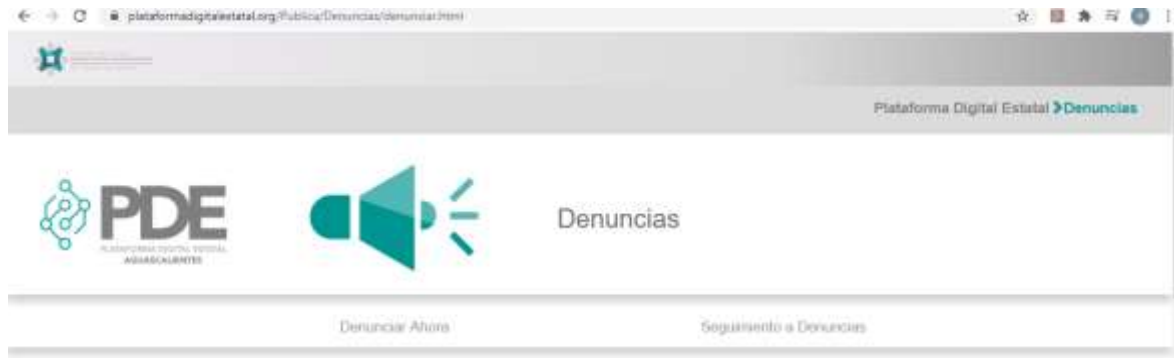 plataformadigitalestatal.org/Publica/Denuncias/denunciar.html
Plataforma Digital Estatal Denuncias
PDE
PLATAFORMA DIGITAL ESTATAL
AGUASCALIENTES
Denuncias
Denunciar Ahora
Seguimiento a Denuncias